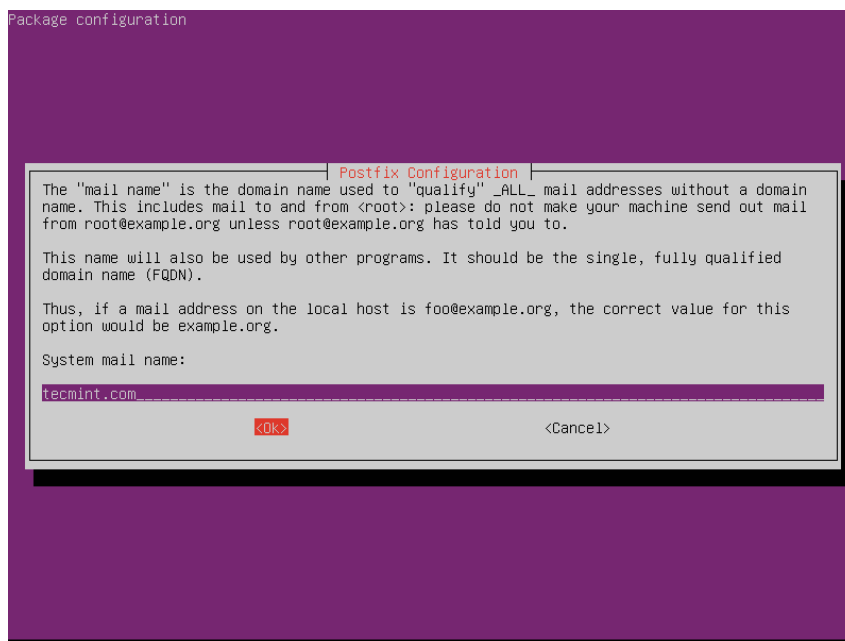 Package configuration
Postfix Configuration
The "mail name" is the domain name used to "qualify" _ALL_ mail addresses without a domain
name. This includes mail to and from <root>: please do not make your machine send out mail
from root@example.org unless root@example.org has told you to.
This name will also be used by other programs. It should be the single, fully qualified
domain name (FQDN).
Thus, if a mail address on the local host is foo@example.org, the correct value for this
option would be example.org.
System mail name:
tecmint.com
<Ok> <Cancel>